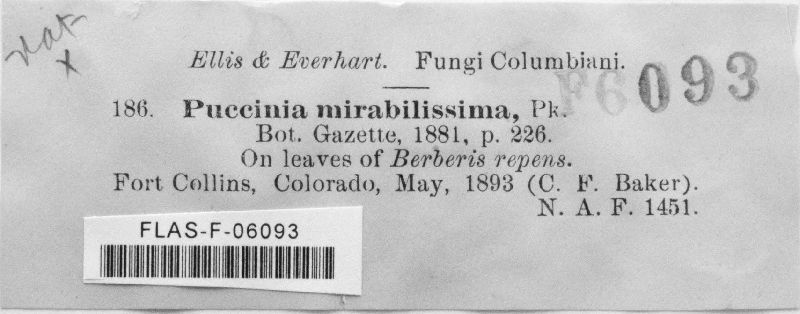 x
Ellis & Everhart. Fungi Columbiani.
F6093
186. Puccinia mirabilissima, Pk.
Bot. Gazette, 1881, p. 226.
On leaves of Berberis repens.
Fort Collins, Colorado, May, 1893 (C. F. Baker).
N. A. F. 1451.
FLAS-F-06093